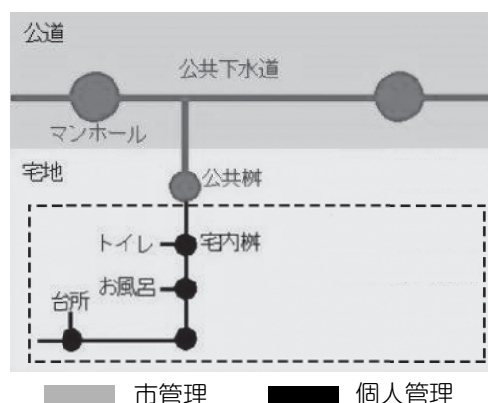 公道
公共下水道
マンホール
宅地
公共桝
トイレ
宅内桝
お風呂
台所
市管理
個人管理